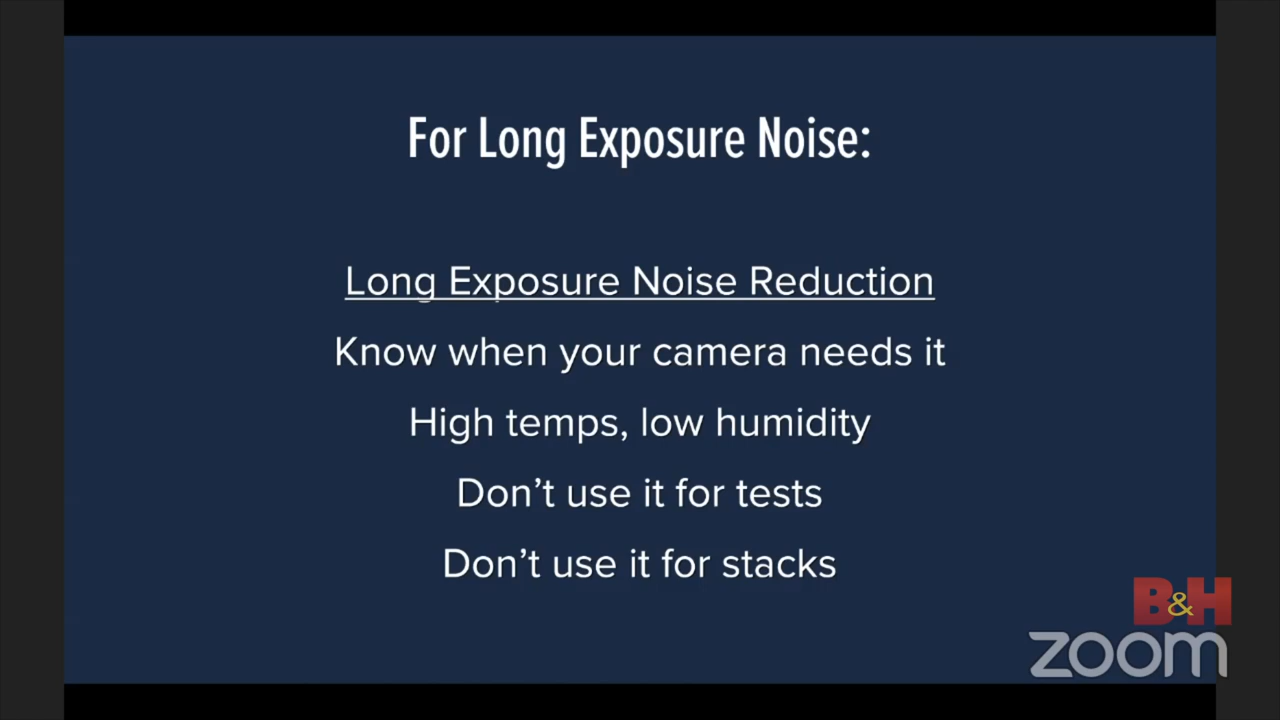 For Long Exposure Noise:
Long Exposure Noise Reduction
Know when your camera needs it
High temps, low humidity
Don’t use it for tests
Don’t use it for stacks
B&H
zoom